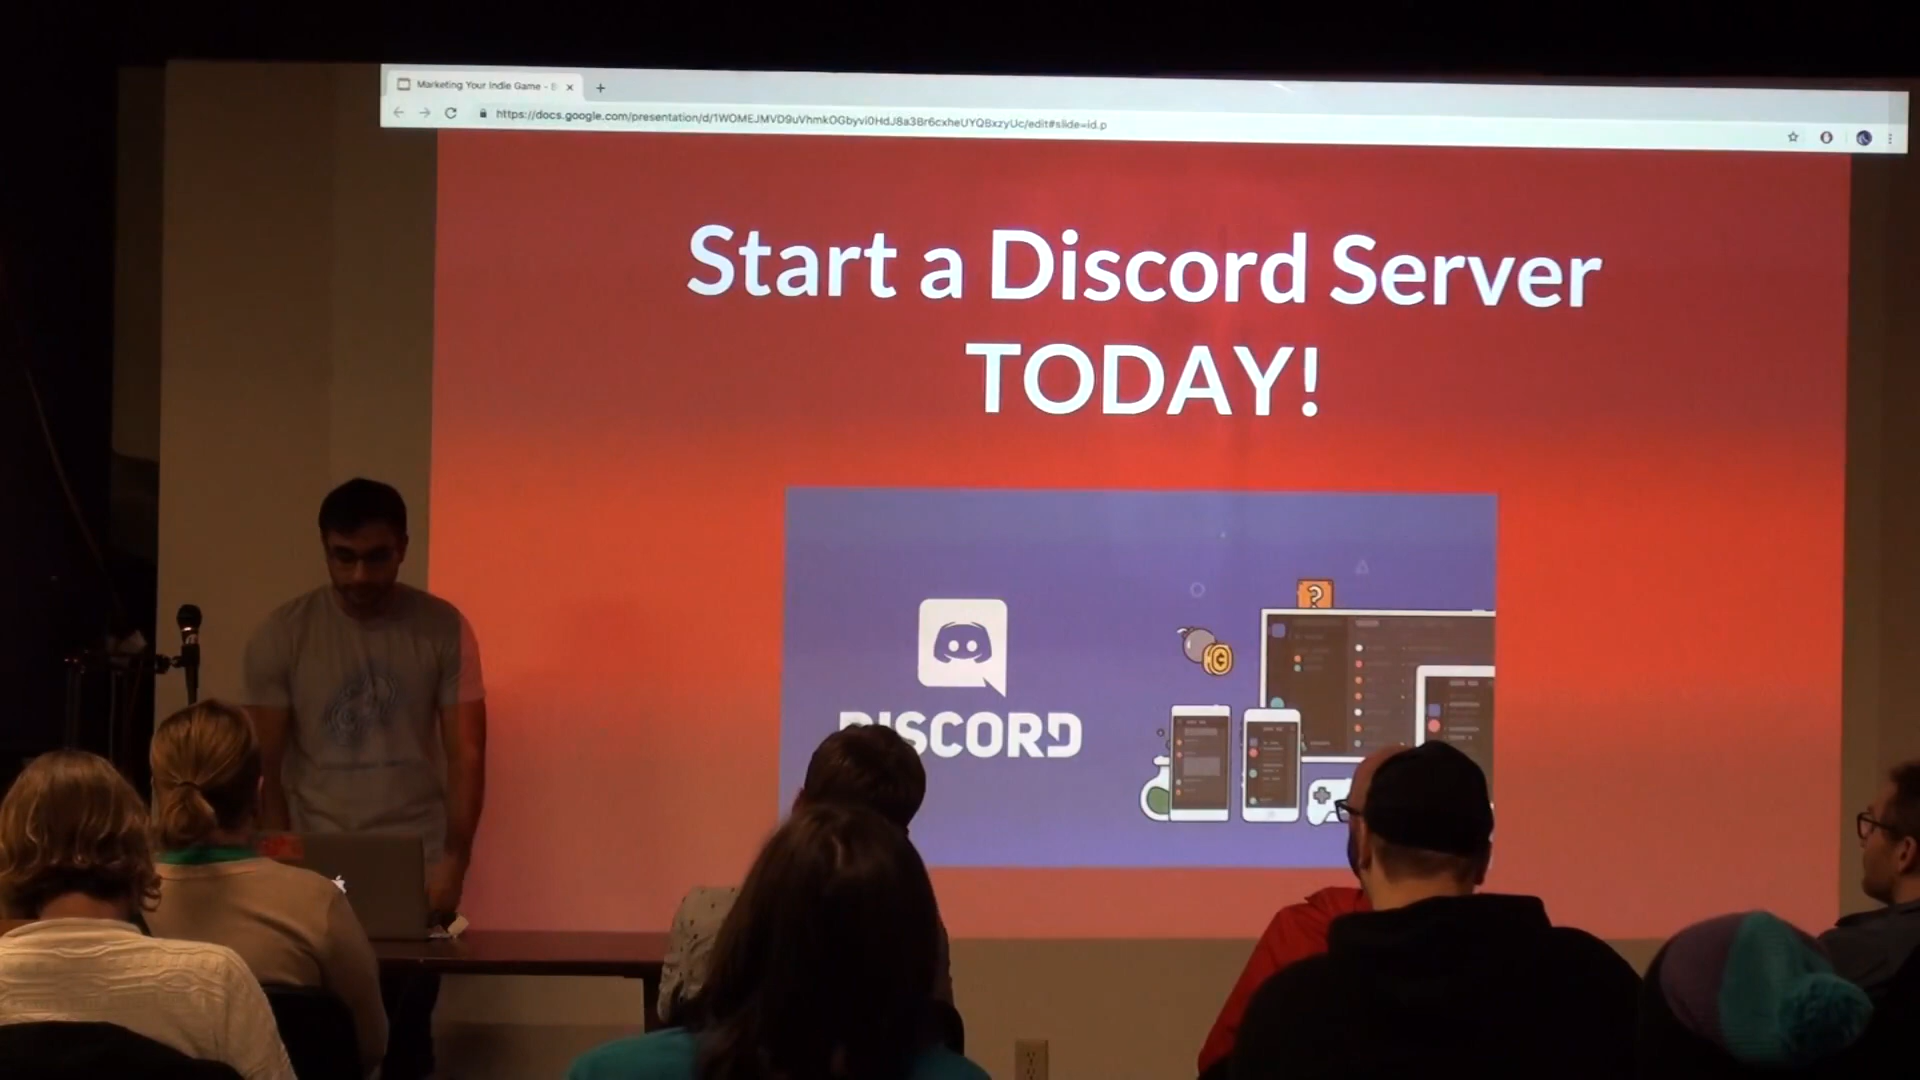 Marketing Your Indie Game -
https://docs.google.com/presentation/d/1WOMEJMVD9uVhmkOGbyvi0HdJ8a3Br6cxheUYQBxzyUc/edit#slide=id.p
Start a Discord Server
TODAY!
?
DISCORD